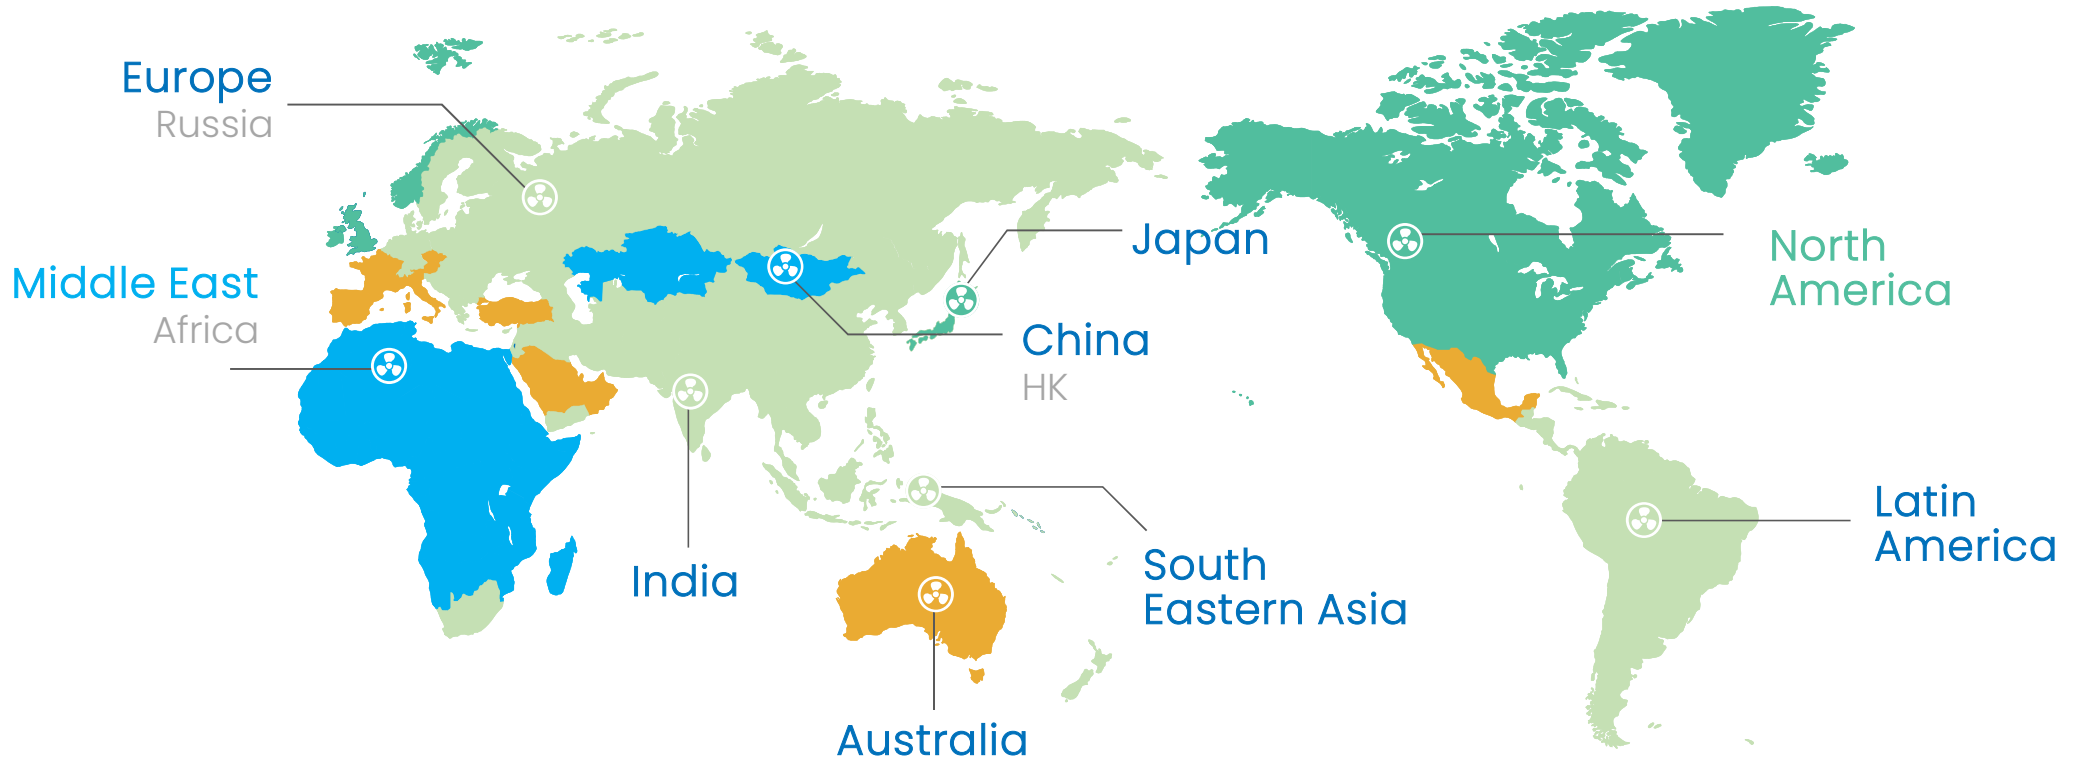 Europe
Russia
Middle East
Africa
Japan
China
HK
North
America
India
South
Eastern Asia
Latin
America
Australia